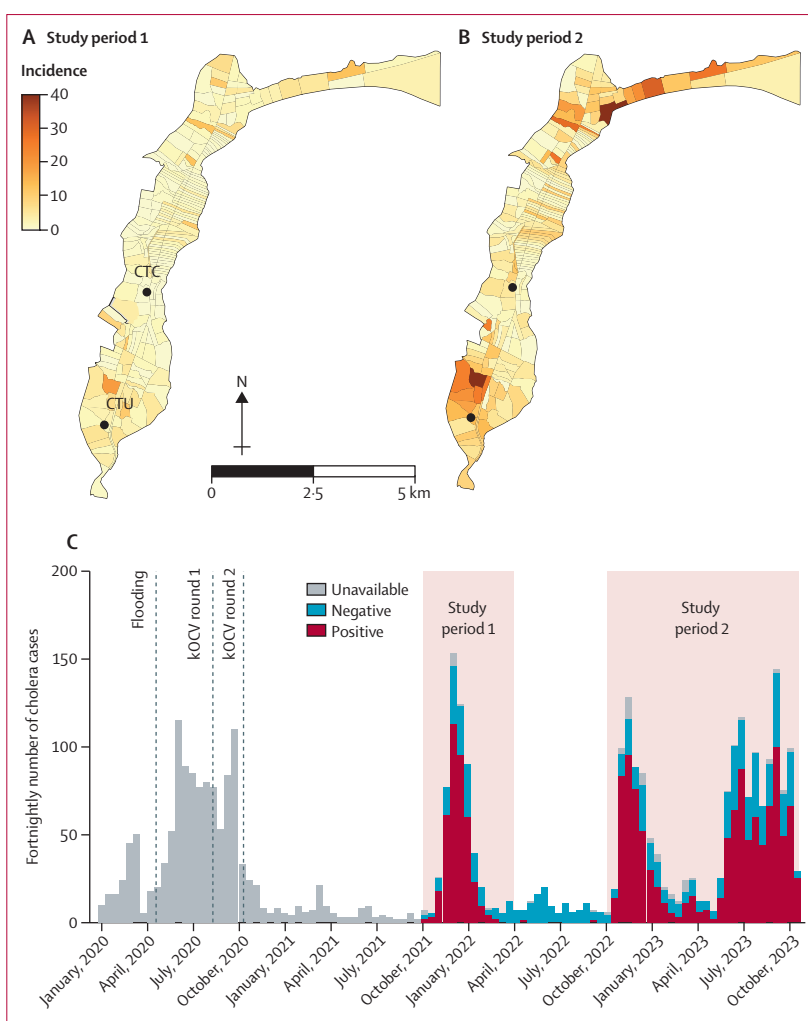 A Study period 1
B Study period 2
Incidence
40
30
20
10
0
CTC
CTU
N
0
2·5
5 km
C
Fortnightly number of cholera cases
200
150
100
50
0
Flooding
kOCV round 1
kOCV round 2
Unavailable
Negative
Positive
Study
period 1
Study
period 2
January, 2020
April, 2020
July, 2020
October, 2020
January, 2021
April, 2021
July, 2021
October, 2021
January, 2022
April, 2022
July, 2022
October, 2022
January, 2023
April, 2023
July, 2023
October, 2023